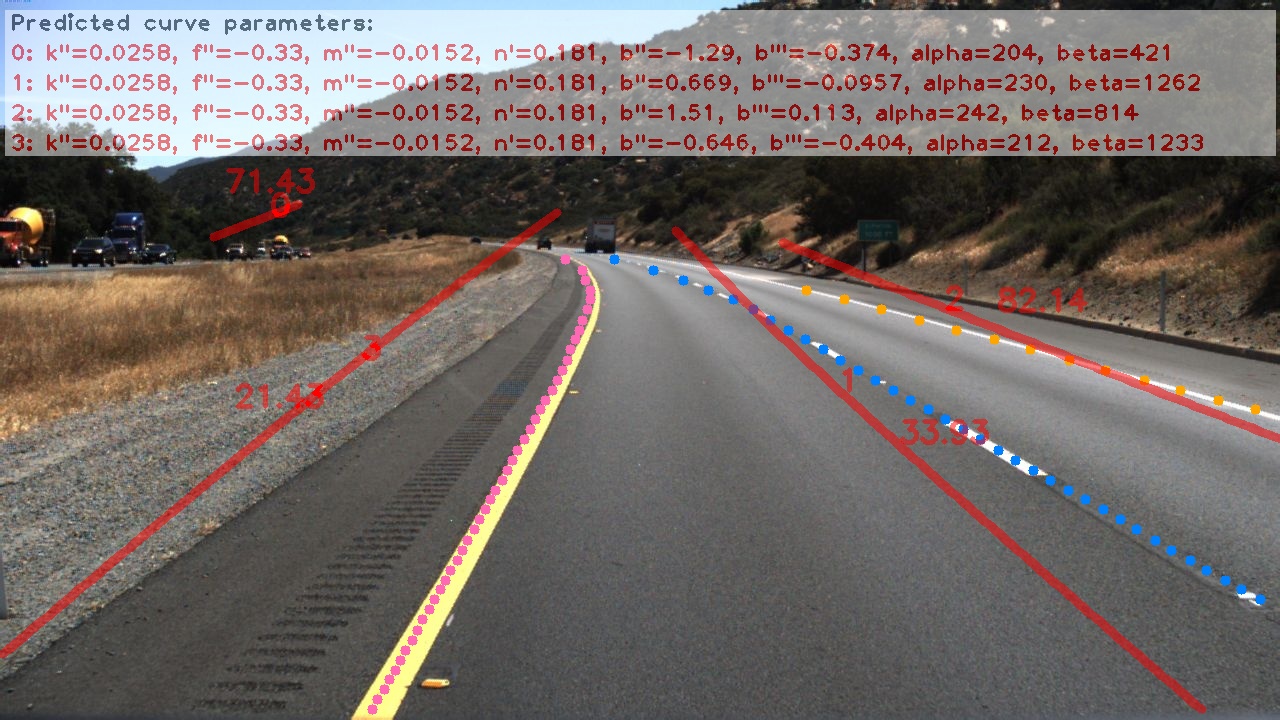 Predicted curve parameters:
0: k''=0.0258, f''=-0.33, m''=-0.0152, n'=0.181, b''=-1.29, b'''=-0.374, alpha=204, beta=421
1: k''=0.0258, f''=-0.33, m''=-0.0152, n'=0.181, b''=0.669, b'''=-0.0957, alpha=230, beta=1262
2: k''=0.0258, f''=-0.33, m''=-0.0152, n'=0.181, b''=1.51, b'''=0.113, alpha=242, beta=814
3: k''=0.0258, f''=-0.33, m''=-0.0152, n'=0.181, b''=-0.646, b'''=-0.404, alpha=212, beta=1233
71.43
0
2 82.14
3
1
21.43
33.93